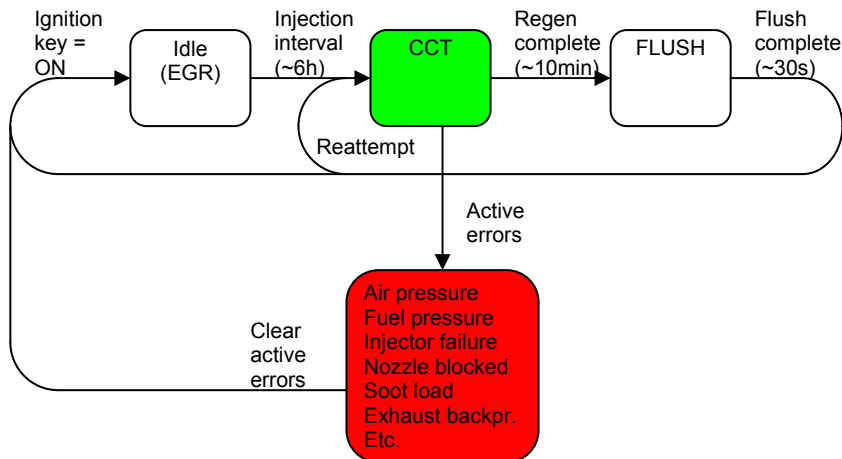 Ignition
key =
ON
Idle
(EGR)
Injection
interval
(~6h)
CCT
Regen
complete
(~10min)
FLUSH
Flush
complete
(~30s)
Reattempt
Active
errors
Air pressure
Fuel pressure
Injector failure
Nozzle blocked
Soot load
Exhaust backpr.
Etc.
Clear
active
errors